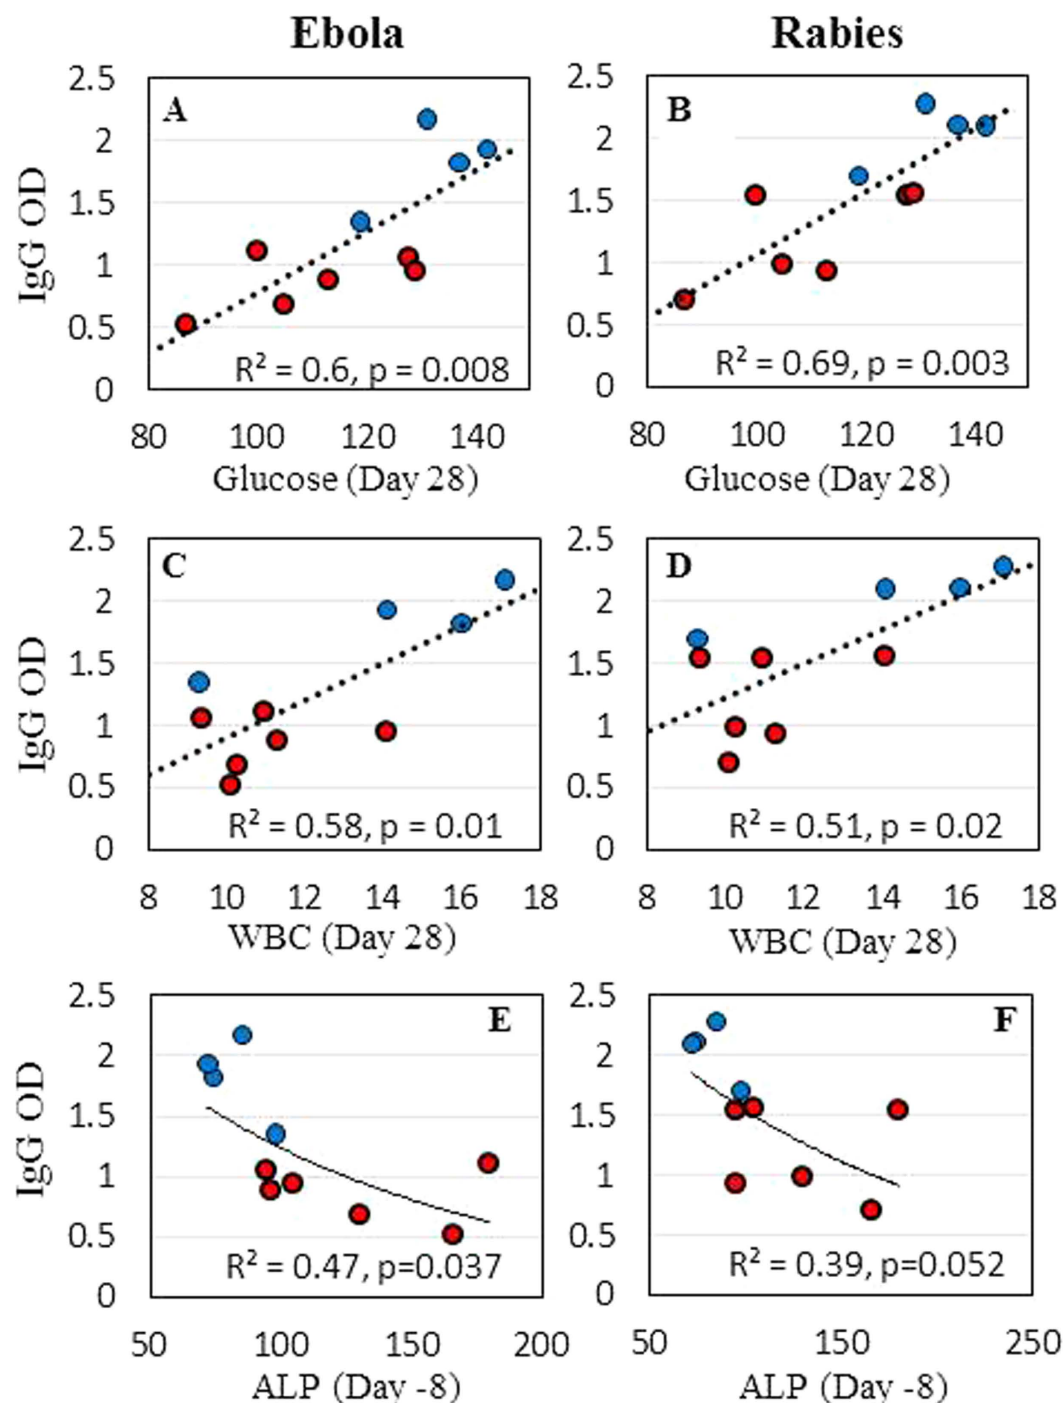 Ebola Rabies
2.5 2.5
A B
2 2
1.5 1.5
IgG OD
1 1
0.5 0.5
R² = 0.6, p = 0.008 R² = 0.69, p = 0.003
0 0
80 100 120 140 80 100 120 140
Glucose (Day 28) Glucose (Day 28)
2.5 2.5
C D
2 2
1.5 1.5
IgG OD
1 1
0.5 0.5
R² = 0.58, p = 0.01 R² = 0.51, p = 0.02
0 0
8 10 12 14 16 18 8 10 12 14 16 18
WBC (Day 28) WBC (Day 28)
2.5 2.5
E F
2 2
1.5 1.5
IgG OD
1 1
0.5 0.5
R² = 0.47, p=0.037 R² = 0.39, p=0.052
0 0
50 100 150 200 50 150 250
ALP (Day -8) ALP (Day -8)